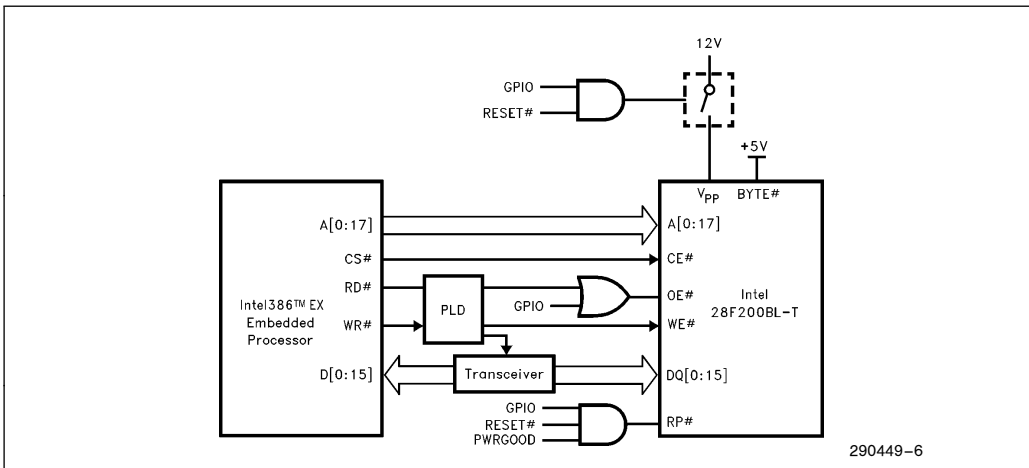 12V
GPIO
RESET#
+5V
VPP BYTE#
A[0:17] A[0:17]
CS# CE#
RD# OE#
GPIO
PLD
Intel386™ EX
Embedded
Processor
Intel
28F200BL-T
WR# WE#
D[0:15] Transceiver DQ[0:15]
GPIO
RESET# RP#
PWRGOOD
290449-6